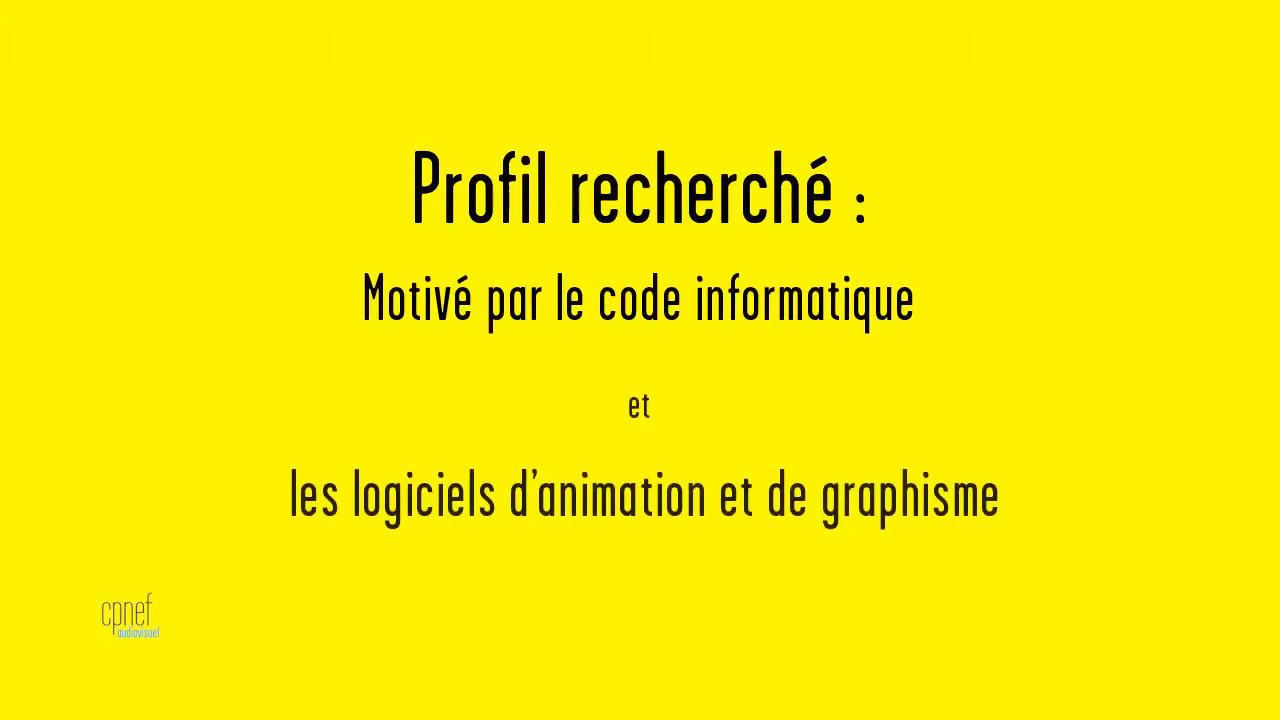 Profil recherché :
Motivé par le code informatique
et
les logiciels d'animation et de graphisme
cpnef
audiovisuel